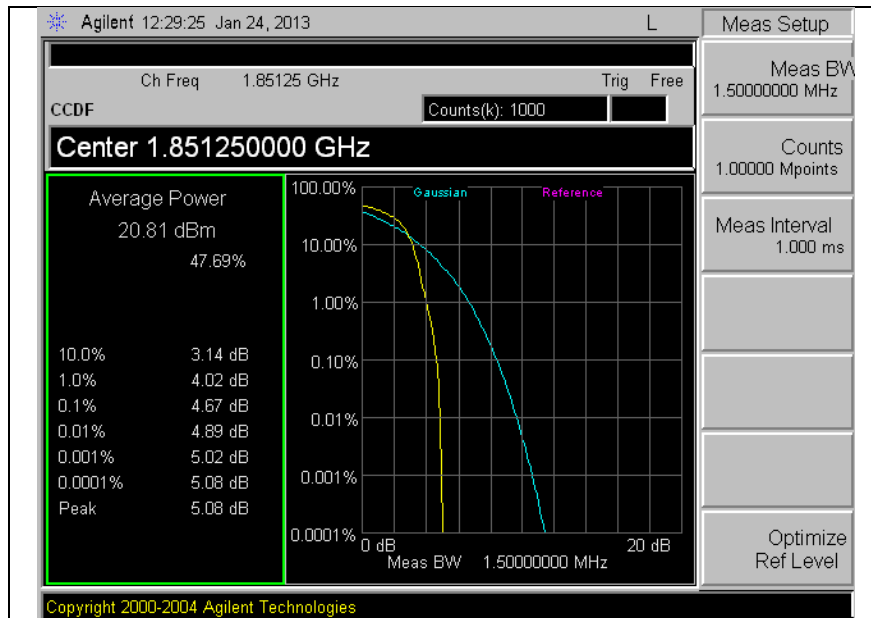 Agilent 12:29:25 Jan 24, 2013 L
Ch Freq 1.85125 GHz Trig Free
CCDF Counts(k): 1000
Center 1.851250000 GHz
Average Power
20.81 dBm
47.69%
10.0% 3.14 dB
1.0% 4.02 dB
0.1% 4.67 dB
0.01% 4.89 dB
0.001% 5.02 dB
0.0001% 5.08 dB
Peak 5.08 dB
Gaussian Reference
100.00%
10.00%
1.00%
0.10%
0.01%
0.001%
0.0001%
0 dB 20 dB
Meas BW 1.50000000 MHz
Meas Setup
Meas BW
1.50000000 MHz
Counts
1.00000 Mpoints
Meas Interval
1.000 ms
Optimize
Ref Level
Copyright 2000-2004 Agilent Technologies